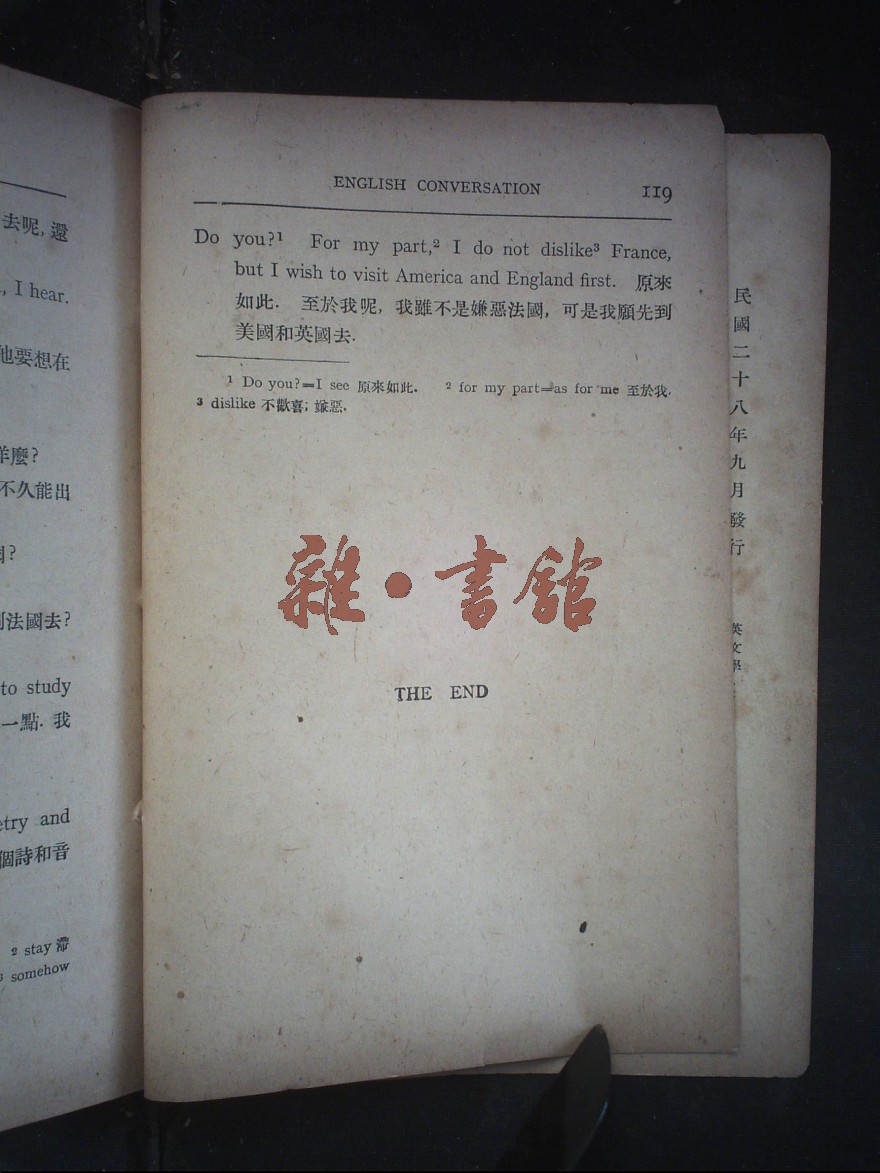 去呢, 還
, I hear.
他要想在
樣麽?
不久能出
?
到法國去?
to study
一點. 我
etry and
個詩和音
2 stay 滯
somehow
ENGLISH CONVERSATION 119
Do you?1 For my part,2 I do not dislike3 France,
but I wish to visit America and England first. 原來
如此. 至於我呢, 我雖不是嫌惡法國, 可是我願先到
美國和英國去.
1 Do you?=I see 原來如此. 2 for my part=as for me 至於我.
3 dislike 不歡喜; 嫌惡.
雜·書館
THE END
民國二十八年九月發行
英文學